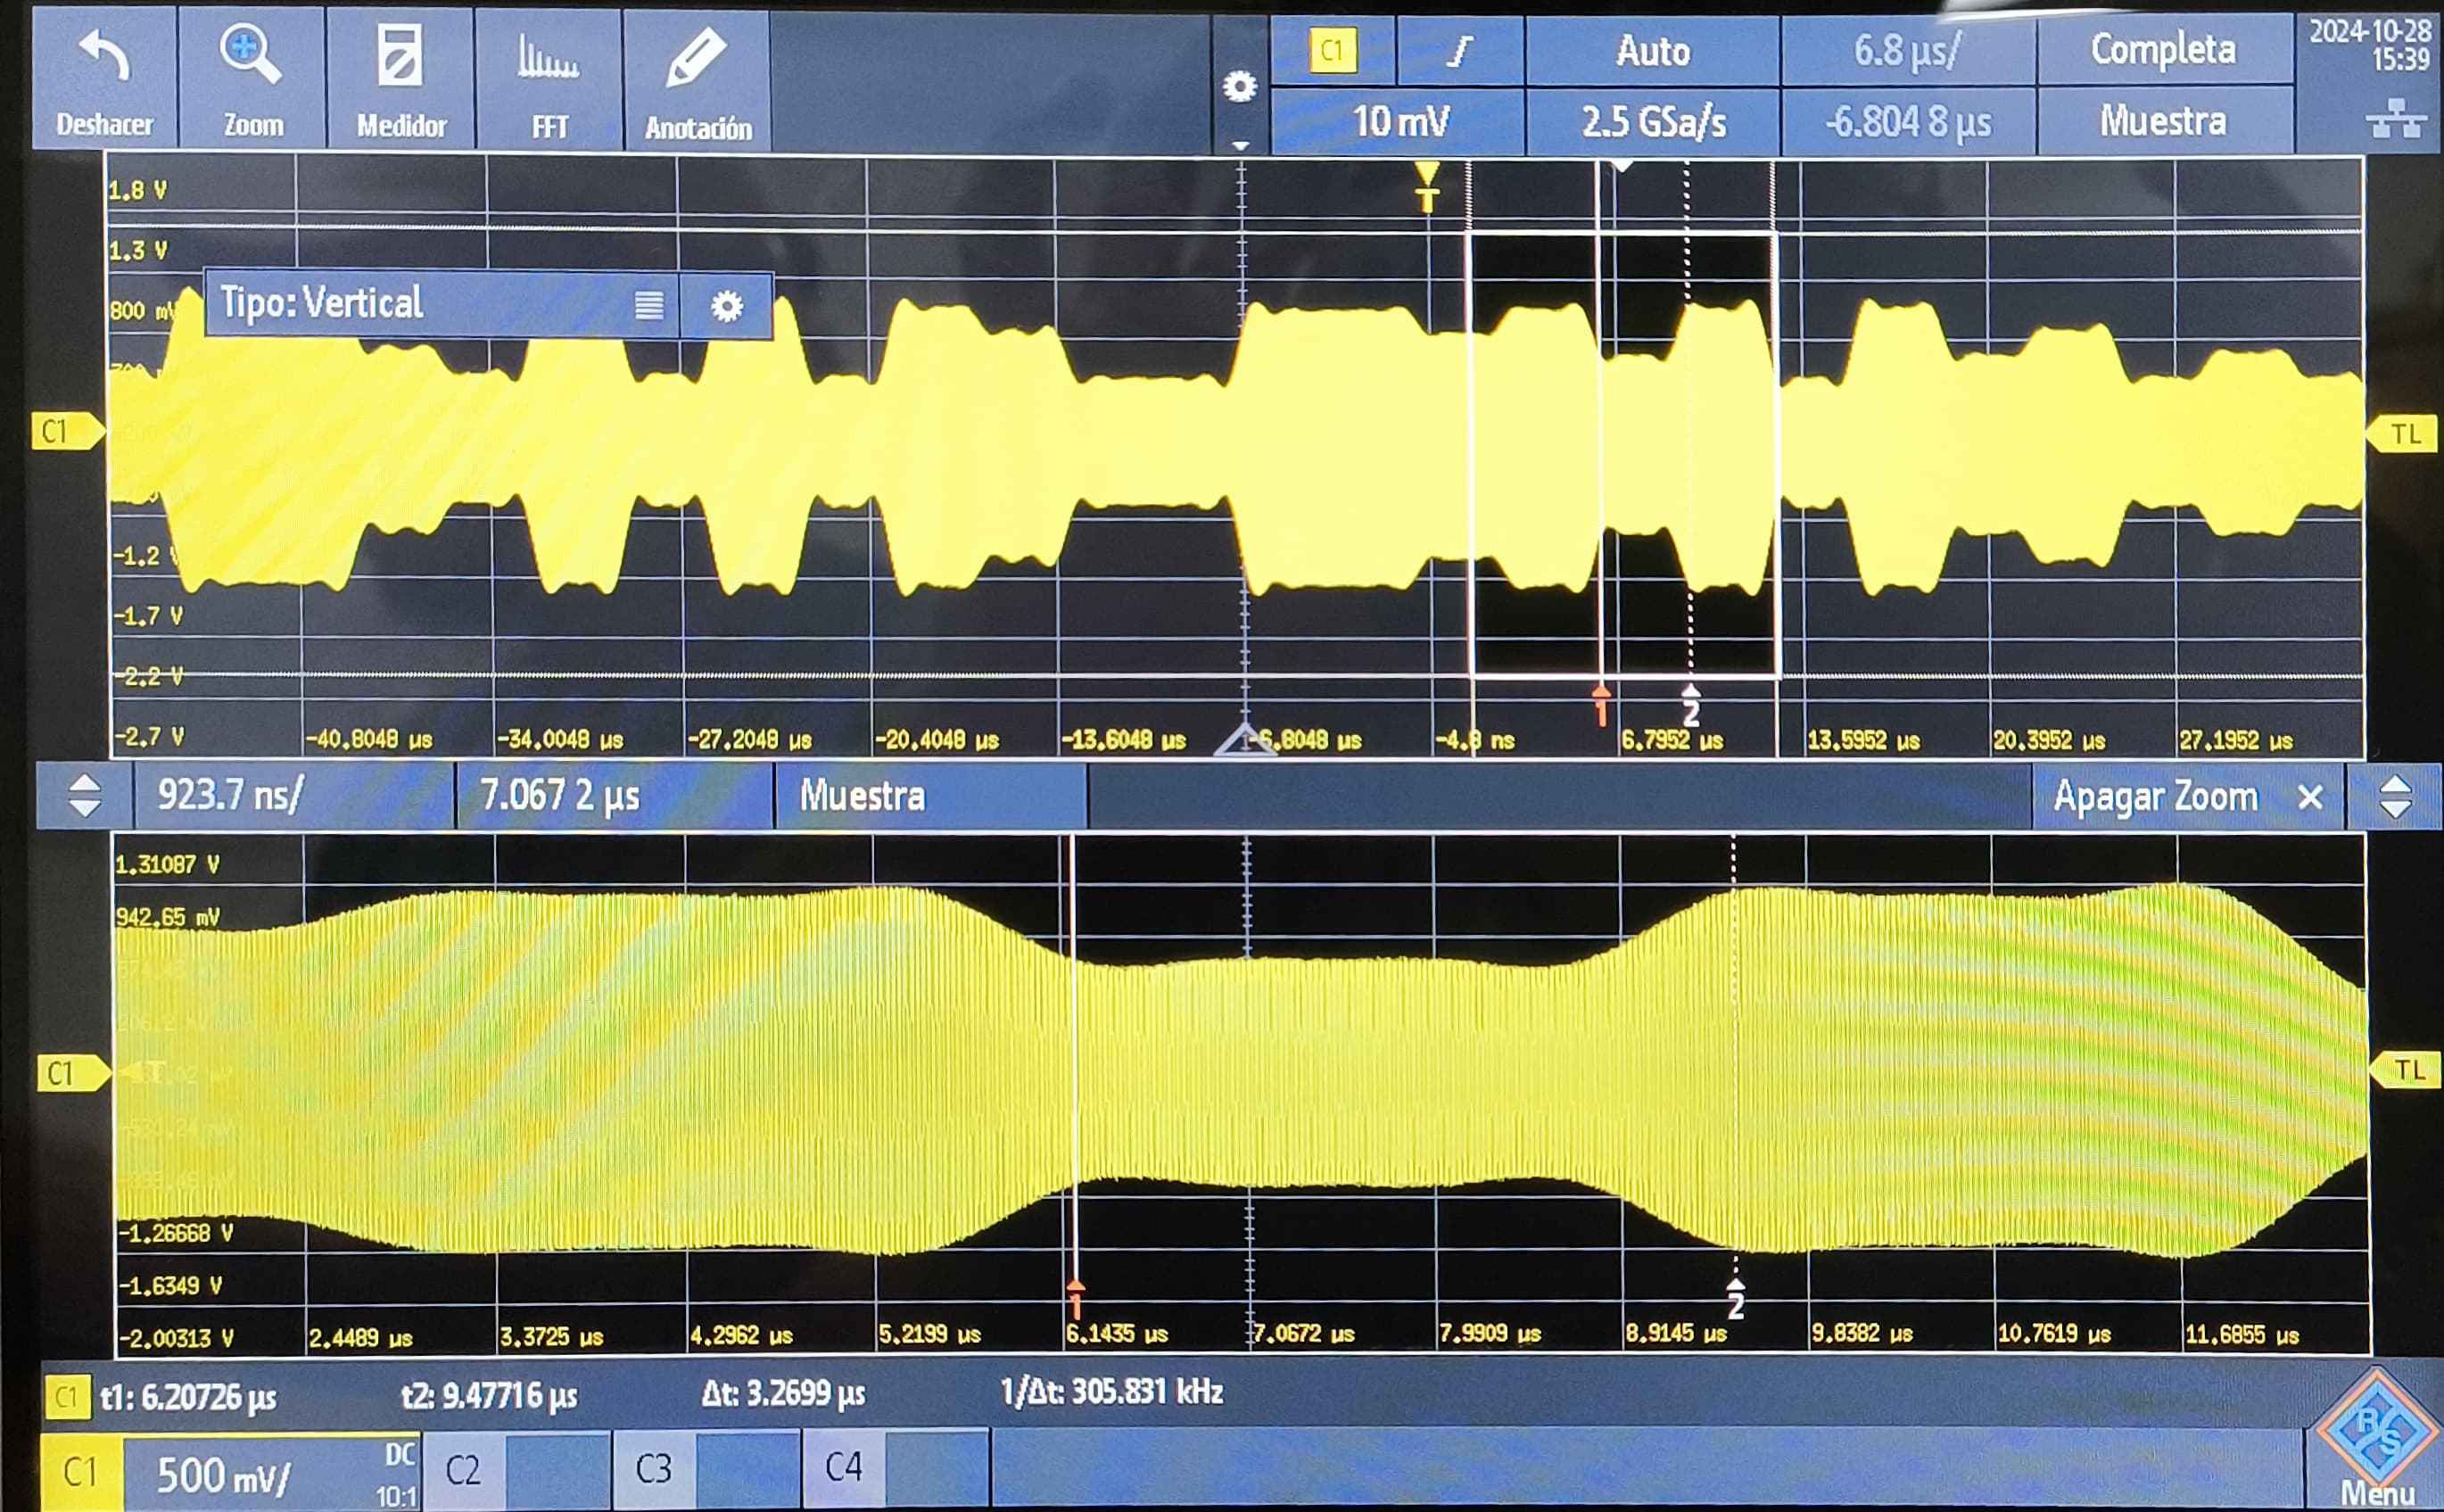 C1
Auto
6.8 µs/
Completa
2024-10-28
15:39
Deshacer
Zoom
Medidor
FFT
Anotación
10 mV
2.5 GSa/s
-6.804 8 µs
Muestra
T
1.8 V
1.3 V
Tipo: Vertical
800 mV
C1
TL
-1.2 V
-1.7 V
-2.2 V
1
2
-2.7 V
-40.8048 µs
-34.0048 µs
-27.2048 µs
-20.4048 µs
-13.6048 µs
-6.8048 µs
-4.8 ns
6.7952 µs
13.5952 µs
20.3952 µs
27.1952 µs
923.7 ns/
7.067 2 µs
Muestra
Apagar Zoom
1.31087 V
942.65 mV
C1
T
TL
-1.26668 V
-1.6349 V
1
2
-2.00313 V
2.4489 µs
3.3725 µs
4.2962 µs
5.2199 µs
6.1435 µs
7.0672 µs
7.9909 µs
8.9145 µs
9.8382 µs
10.7619 µs
11.6855 µs
C1
t1: 6.20726 µs
t2: 9.47716 µs
Δt: 3.2699 µs
1/Δt: 305.831 kHz
R/S
C1
500 mV/
DC
10:1
C2
C3
C4
Menu